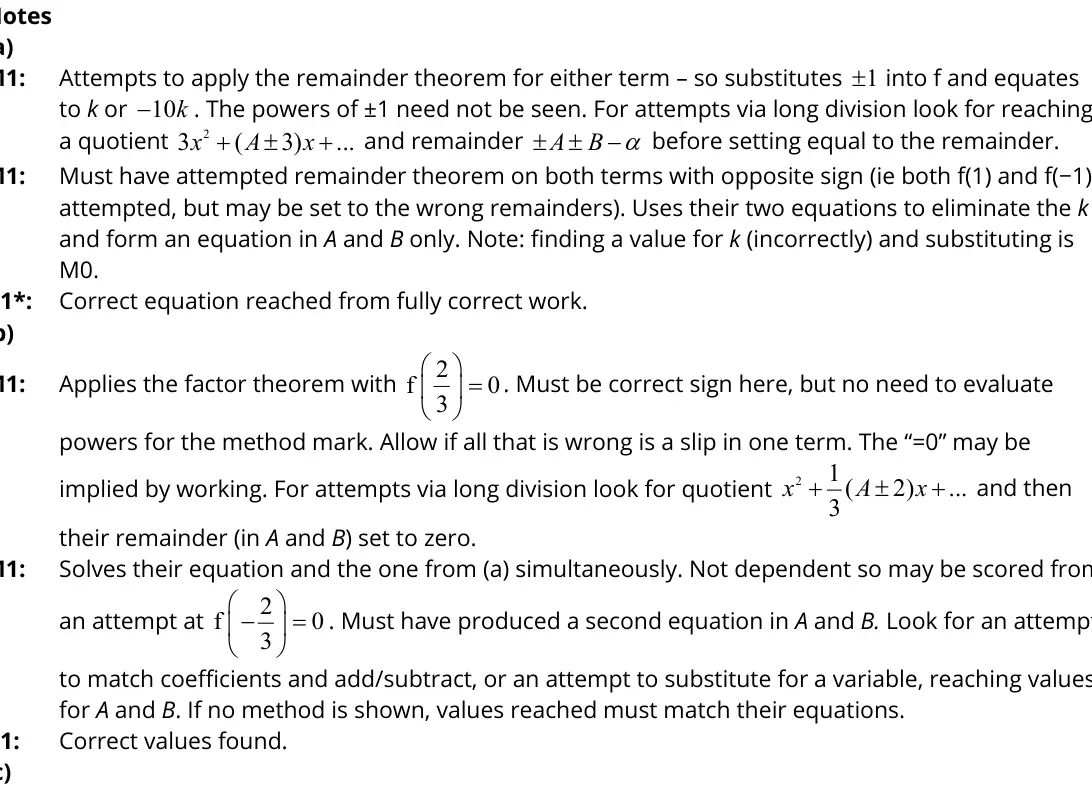 lotes
a)
M1: Attempts to apply the remainder theorem for either term – so substitutes ±1 into f and equates
to k or −10k . The powers of ±1 need not be seen. For attempts via long division look for reaching
a quotient 3x² + (A ± 3)x + ... and remainder ±A ± B − α before setting equal to the remainder.
M1: Must have attempted remainder theorem on both terms with opposite sign (ie both f(1) and f(−1)
attempted, but may be set to the wrong remainders). Uses their two equations to eliminate the k
and form an equation in A and B only. Note: finding a value for k (incorrectly) and substituting is
M0.
1*: Correct equation reached from fully correct work.
b)
M1: Applies the factor theorem with f(2/3) = 0 . Must be correct sign here, but no need to evaluate
powers for the method mark. Allow if all that is wrong is a slip in one term. The “=0” may be
implied by working. For attempts via long division look for quotient x² + 1/3(A ± 2)x + ... and then
their remainder (in A and B) set to zero.
M1: Solves their equation and the one from (a) simultaneously. Not dependent so may be scored from
an attempt at f(−2/3) = 0 . Must have produced a second equation in A and B. Look for an attempt
to match coefficients and add/subtract, or an attempt to substitute for a variable, reaching values
for A and B. If no method is shown, values reached must match their equations.
1: Correct values found.
c)